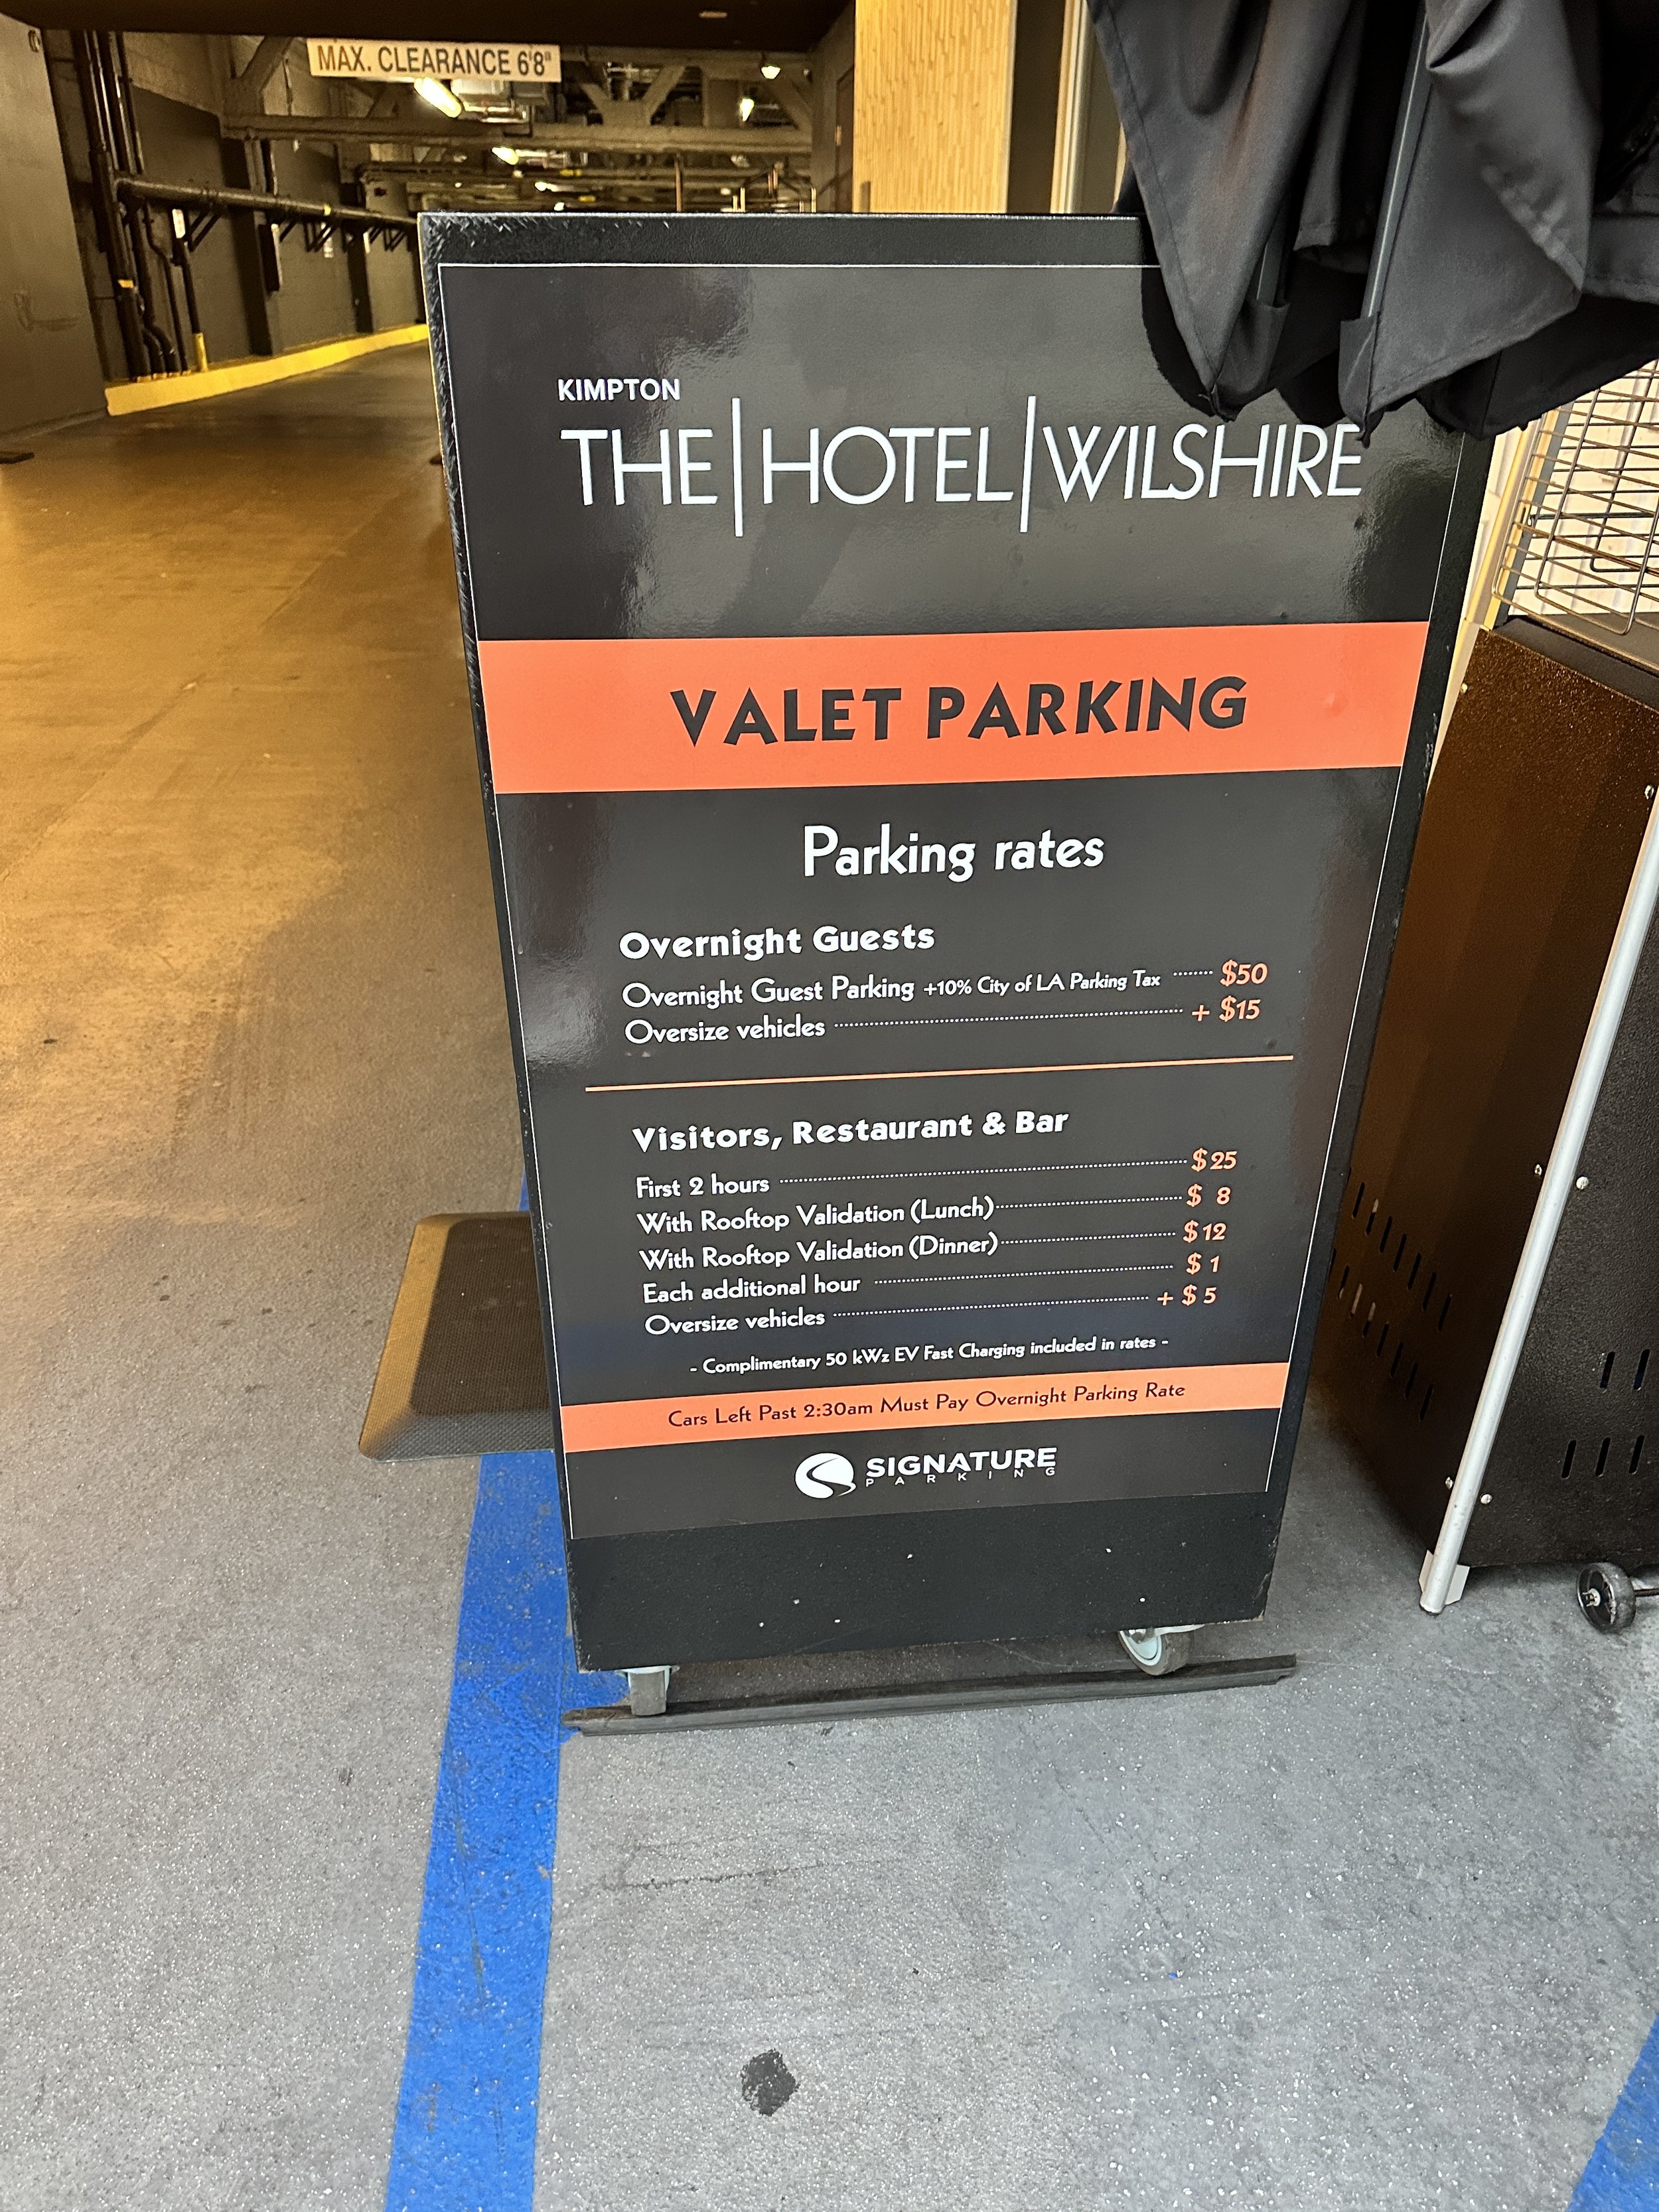 MAX. CLEARANCE 6'8"
KIMPTON
THE|HOTEL|WILSHIRE
VALET PARKING
Parking rates
Overnight Guests
Overnight Guest Parking +10% City of LA Parking Tax ........ $50
Oversize vehicles ........ + $15
Visitors, Restaurant & Bar
First 2 hours ........ $25
With Rooftop Validation (Lunch) ........ $ 8
With Rooftop Validation (Dinner) ........ $12
Each additional hour ........ $ 1
Oversize vehicles ........ + $ 5
- Complimentary 50 kWz EV Fast Charging included in rates -
Cars Left Past 2:30am Must Pay Overnight Parking Rate
SIGNATURE
PARKING